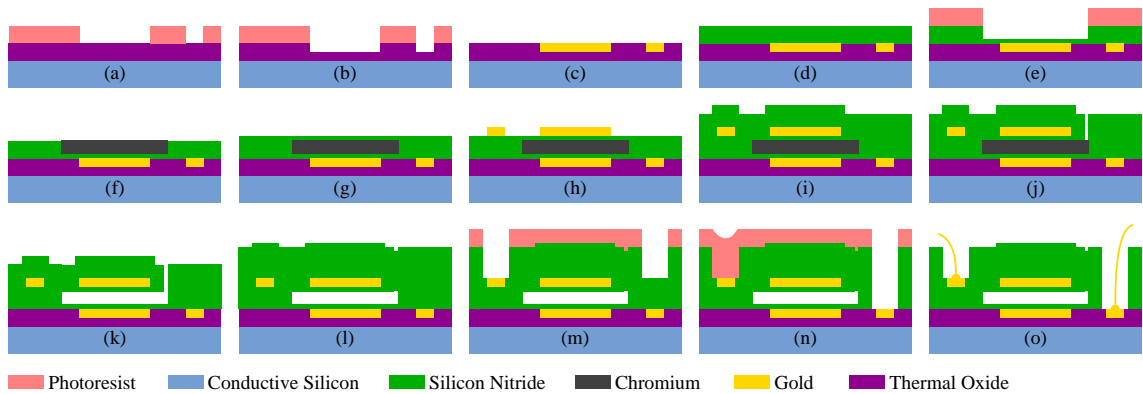 (a) (b) (c) (d) (e)
(f) (g) (h) (i) (j)
(k) (l) (m) (n) (o)
Photoresist Conductive Silicon Silicon Nitride Chromium Gold Thermal Oxide